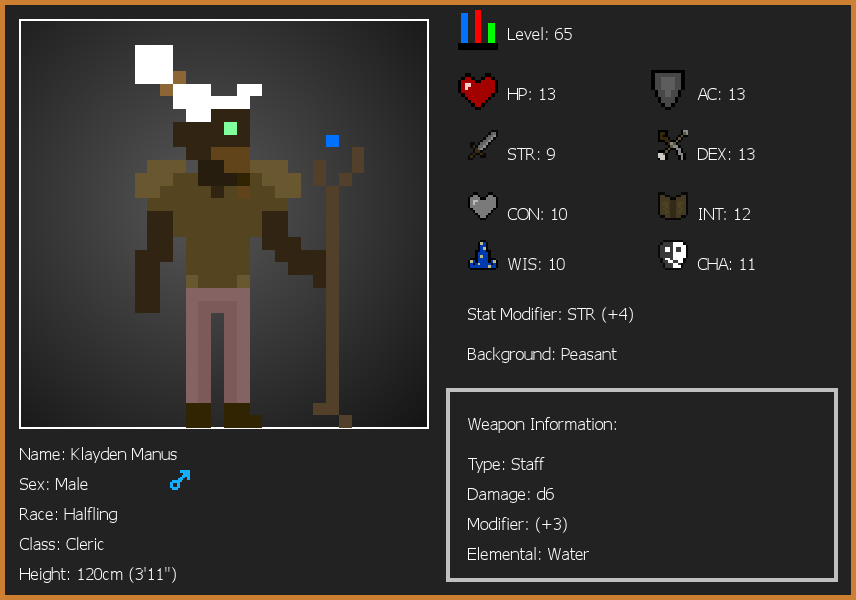 Level: 65
HP: 13
AC: 13
STR: 9
DEX: 13
CON: 10
INT: 12
WIS: 10
CHA: 11
Stat Modifier: STR (+4)
Background: Peasant
Weapon Information:
Type: Staff
Damage: d6
Modifier: (+3)
Elemental: Water
Name: Klayden Manus
Sex: Male
Race: Halfling
Class: Cleric
Height: 120cm (3'11")